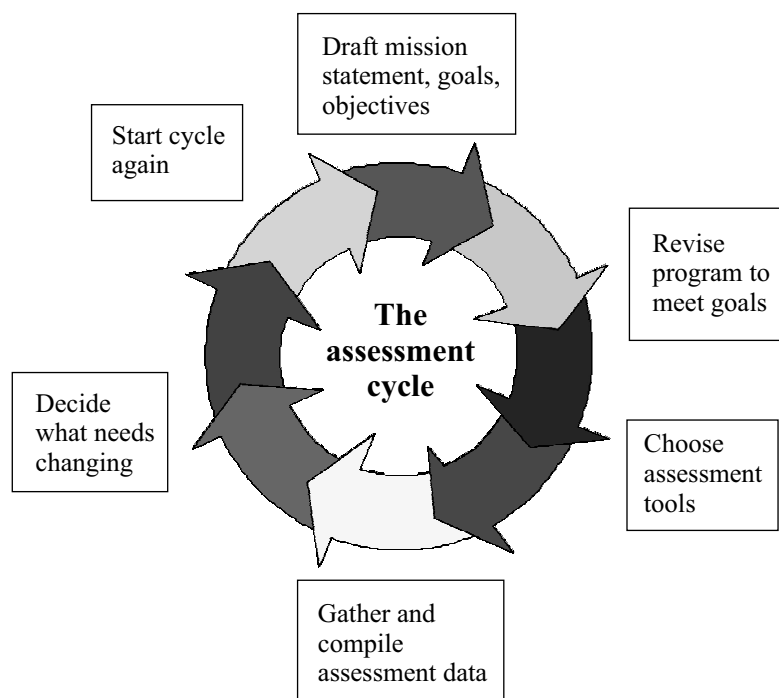 Draft mission
statement, goals,
objectives
Start cycle
again
Revise
program to
meet goals
The
assessment
cycle
Decide
what needs
changing
Choose
assessment
tools
Gather and
compile
assessment data